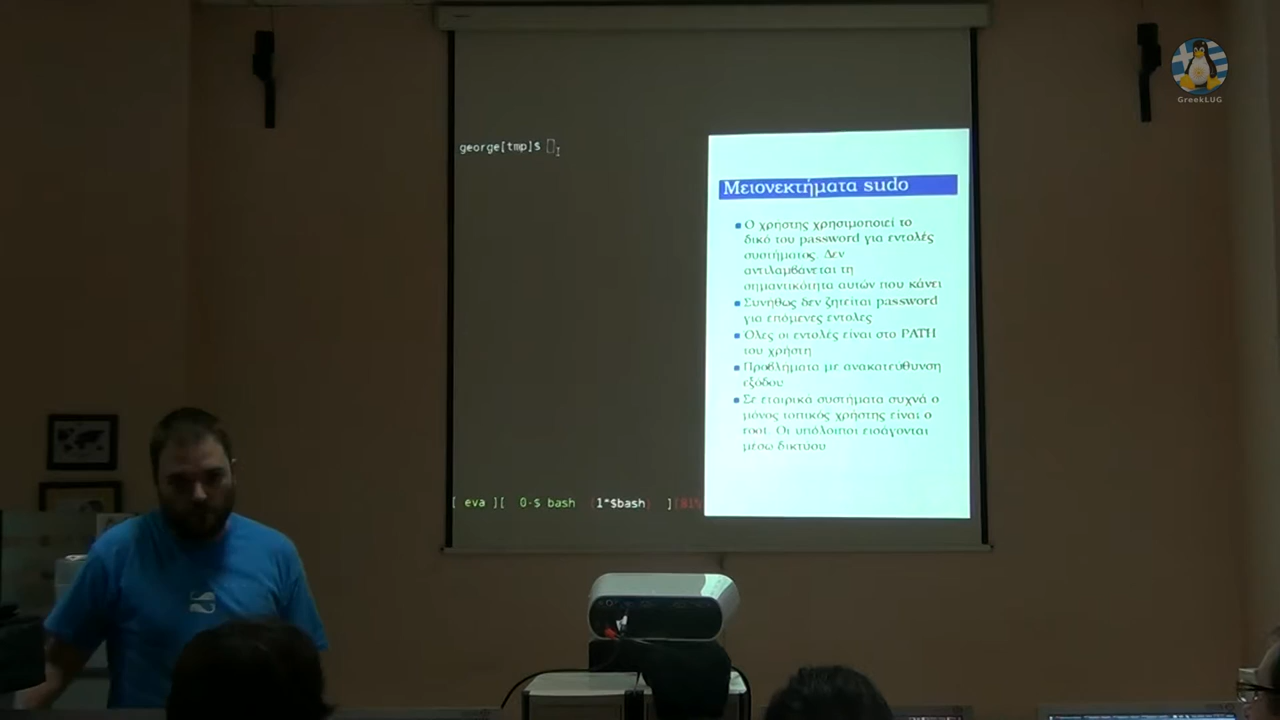 GreekLUG
george[tmp]$
Μειονεκτήματα sudo
Ο χρήστης χρησιμοποιεί το
δικό του password για εντολές
συστήματος. Δεν
αντιλαμβάνεται τη
σημαντικότητα αυτών που κάνει
Συνήθως δεν ζητείται password
για επόμενες εντολές
Όλες οι εντολές είναι στο PATH
του χρήστη
Προβλήματα με ανακατεύθυνση
εξόδου
Σε εταιρικά συστήματα συχνά ο
μόνος τοπικός χρήστης είναι ο
root. Οι υπόλοιποι εισάγονται
μέσω δικτύου
[ eva ][ 0-$ bash (1*$bash) ][